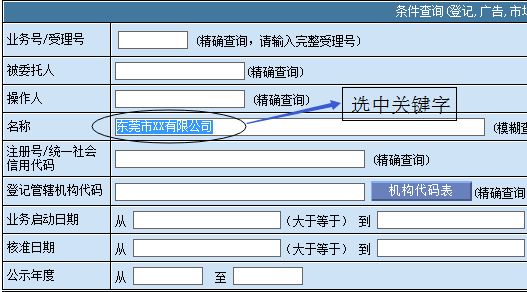 条件查询(登记,广告,市场
业务号/受理号 (精确查询，请输入完整受理号)
被委托人 (精确查询)
操作人 (精确查询) 选中关键字
名称 东莞市XX有限公司 (模糊查
注册号/统一社会
信用代码 (精确查询)
登记管辖机构代码 机构代码表 (精确查询
业务启动日期 从 (大于等于) 到
核准日期 从 (大于等于) 到
公示年度 从 至